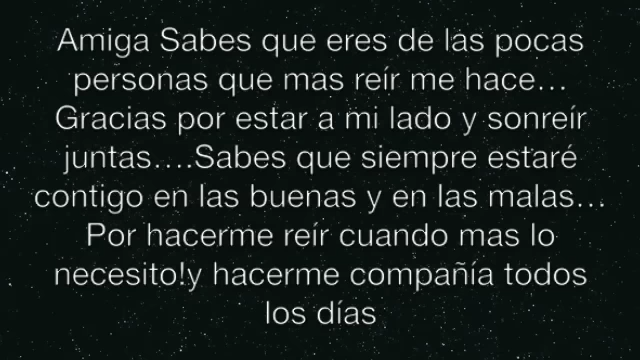 Amiga Sabes que eres de las pocas
personas que mas reír me hace...
Gracias por estar a mi lado y sonreír
juntas....Sabes que siempre estaré
contigo en las buenas y en las malas...
Por hacerme reír cuando mas lo
necesito!y hacerme compañía todos
los días